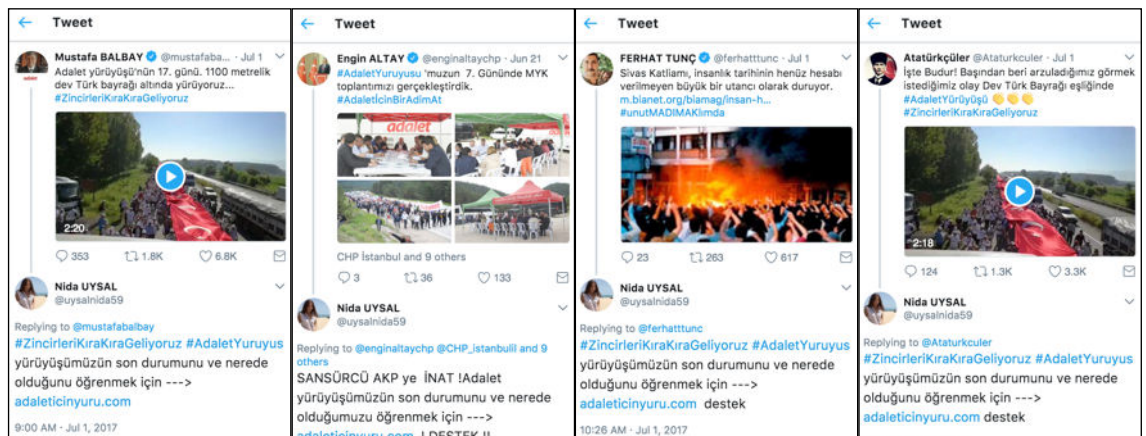 Tweet
Mustafa BALBAY @mustafaba... · Jul 1
Adalet yürüyüşü'nün 17. günü. 1100 metrelik
dev Türk bayrağı altında yürüyoruz...
#ZincirleriKıraKıraGeliyoruz
2:20
353 1.8K 6.8K
Nida UYSAL
@uysalnida59
Replying to @mustafabalbay
#ZincirleriKıraKıraGeliyoruz #AdaletYuruyus
yürüyüşümüzün son durumunu ve nerede
olduğunu öğrenmek için --->
adaleticinyuru.com
9:00 AM - Jul 1, 2017
Tweet
Engin ALTAY @enginaltaychp · Jun 21
#AdaletYuruyusu 'muzun 7. Gününde MYK
toplantımızı gerçekleştirdik.
#AdaletİcinBirAdimAt
adalet
CHP İstanbul and 9 others
3 36 133
Nida UYSAL
@uysalnida59
Replying to @enginaltaychp @CHP_istanbulil and 9
others
SANSÜRCÜ AKP ye İNAT !Adalet
yürüyüşümüzün son durumunu ve nerede
olduğumuzu öğrenmek için --->
adaleticinyuru.com ! DESTEK !!
Tweet
FERHAT TUNÇ @ferhatttunc · Jul 1
Sivas Katliamı, insanlık tarihinin henüz hesabı
verilmeyen büyük bir utancı olarak duruyor.
m.bianet.org/biamag/insan-h...
#unutMADIMAKlımda
23 263 617
Nida UYSAL
@uysalnida59
Replying to @ferhatttunc
#ZincirleriKıraKıraGeliyoruz #AdaletYuruyus
yürüyüşümüzün son durumunu ve nerede
olduğunu öğrenmek için --->
adaleticinyuru.com destek
10:26 AM - Jul 1, 2017
Tweet
Atatürkçüler @Ataturkculer · Jul 1
İşte Budur! Başından beri arzuladığımız görmek
istediğimiz olay Dev Türk Bayrağı eşliğinde
#AdaletYürüyüşü 👏👏👏
#ZincirleriKıraKıraGeliyoruz
2:18
124 1.3K 3.3K
Nida UYSAL
@uysalnida59
Replying to @Ataturkculer
#ZincirleriKıraKıraGeliyoruz #AdaletYuruyus
yürüyüşümüzün son durumunu ve nerede
olduğunu öğrenmek için --->
adaleticinyuru.com destek